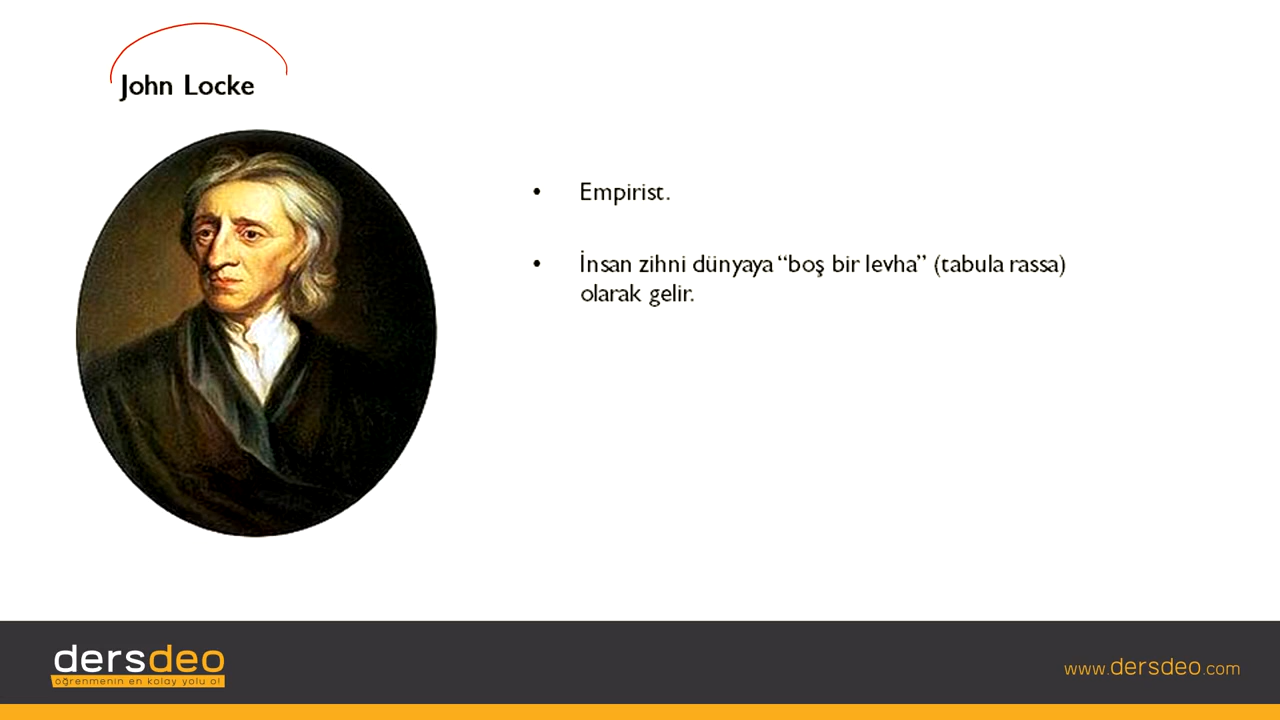 John Locke
• Empirist.
• İnsan zihni dünyaya “boş bir levha” (tabula rassa)
olarak gelir.
dersdeo
öğrenmenin en kolay yolu o!
www.dersdeo.com